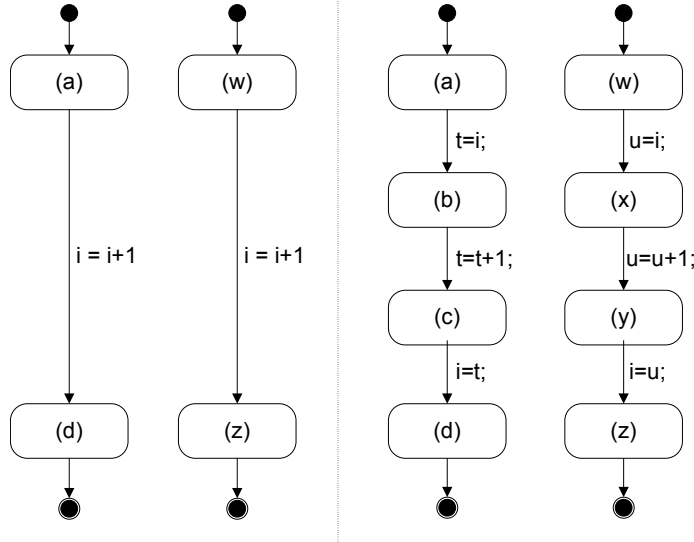 (a)
(w)
i = i+1
i = i+1
(d)
(z)
(a)
(w)
t=i;
u=i;
(b)
(x)
t=t+1;
u=u+1;
(c)
(y)
i=t;
i=u;
(d)
(z)